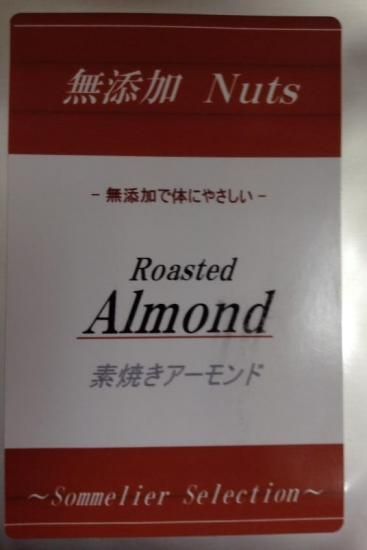 無添加 Nuts
- 無添加で体にやさしい -
Roasted
Almond
素焼きアーモンド
～Sommelier Selection～